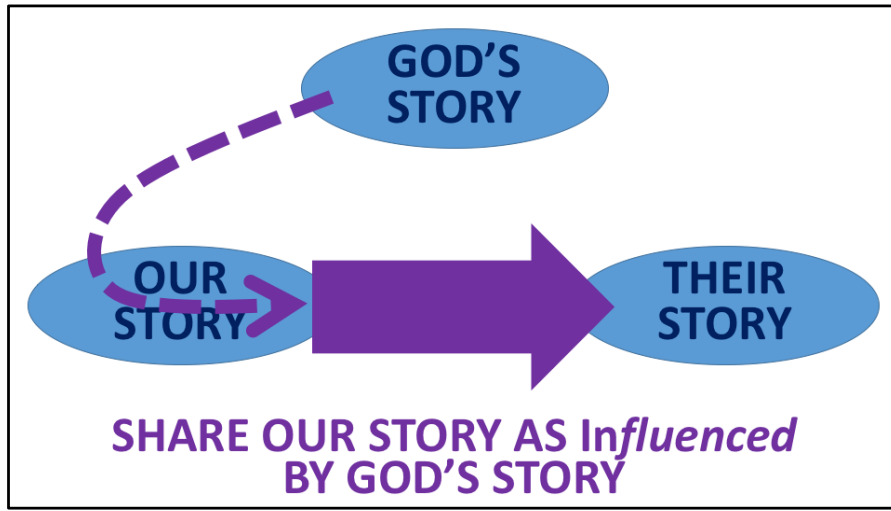 GOD'S
STORY
OUR
STORY
THEIR
STORY
SHARE OUR STORY AS Influenced
BY GOD'S STORY